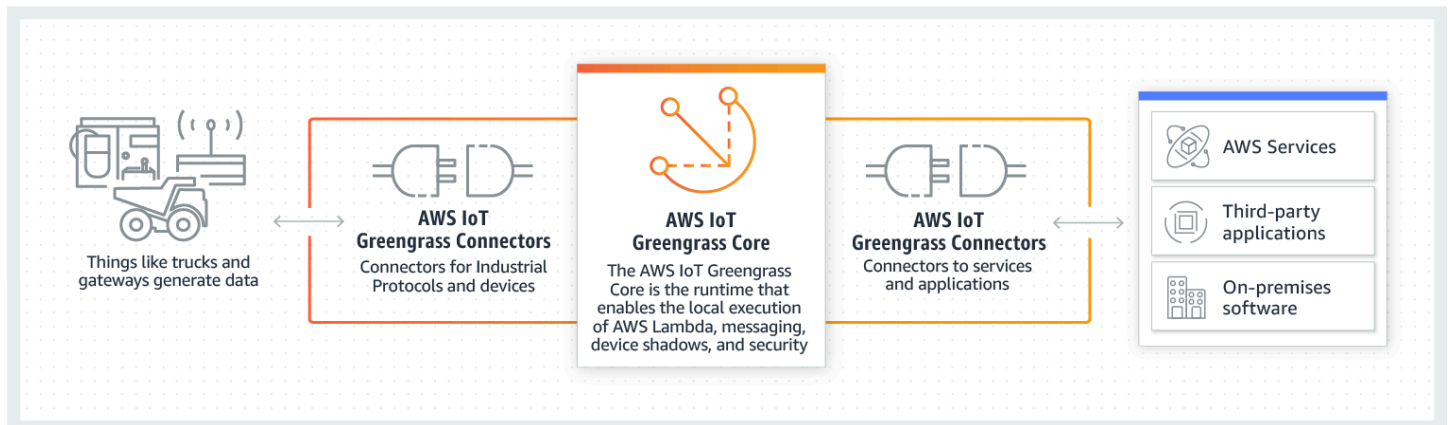 Things like trucks and
gateways generate data
AWS IoT
Greengrass Connectors
Connectors for Industrial
Protocols and devices
AWS IoT
Greengrass Core
The AWS IoT Greengrass
Core is the runtime that
enables the local execution
of AWS Lambda, messaging,
device shadows, and security
AWS IoT
Greengrass Connectors
Connectors to services
and applications
AWS Services
Third-party
applications
On-premises
software